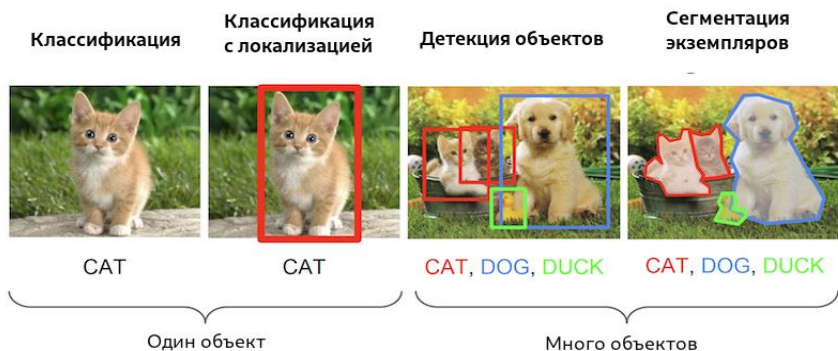 Классификация
Классификация
с локализацией
Детекция объектов
Сегментация
экземпляров
CAT
CAT
CAT, DOG, DUCK
CAT, DOG, DUCK
Один объект
Много объектов